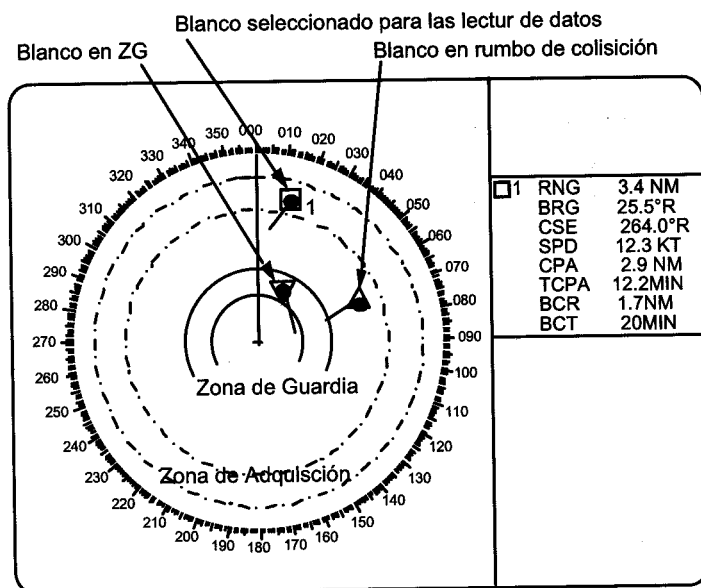 Blanco seleccionado para las lectur de datos
Blanco en ZG
Blanco en rumbo de colisición
000
010
020
030
040
050
060
070
080
090
100
110
120
130
140
150
160
170
180
190
200
210
220
230
240
250
260
270
280
290
300
310
320
330
340
350
1
Zona de Guardia
Zona de Adquisción
1 RNG 3.4 NM
BRG 25.5°R
CSE 264.0°R
SPD 12.3 KT
CPA 2.9 NM
TCPA 12.2MIN
BCR 1.7NM
BCT 20MIN